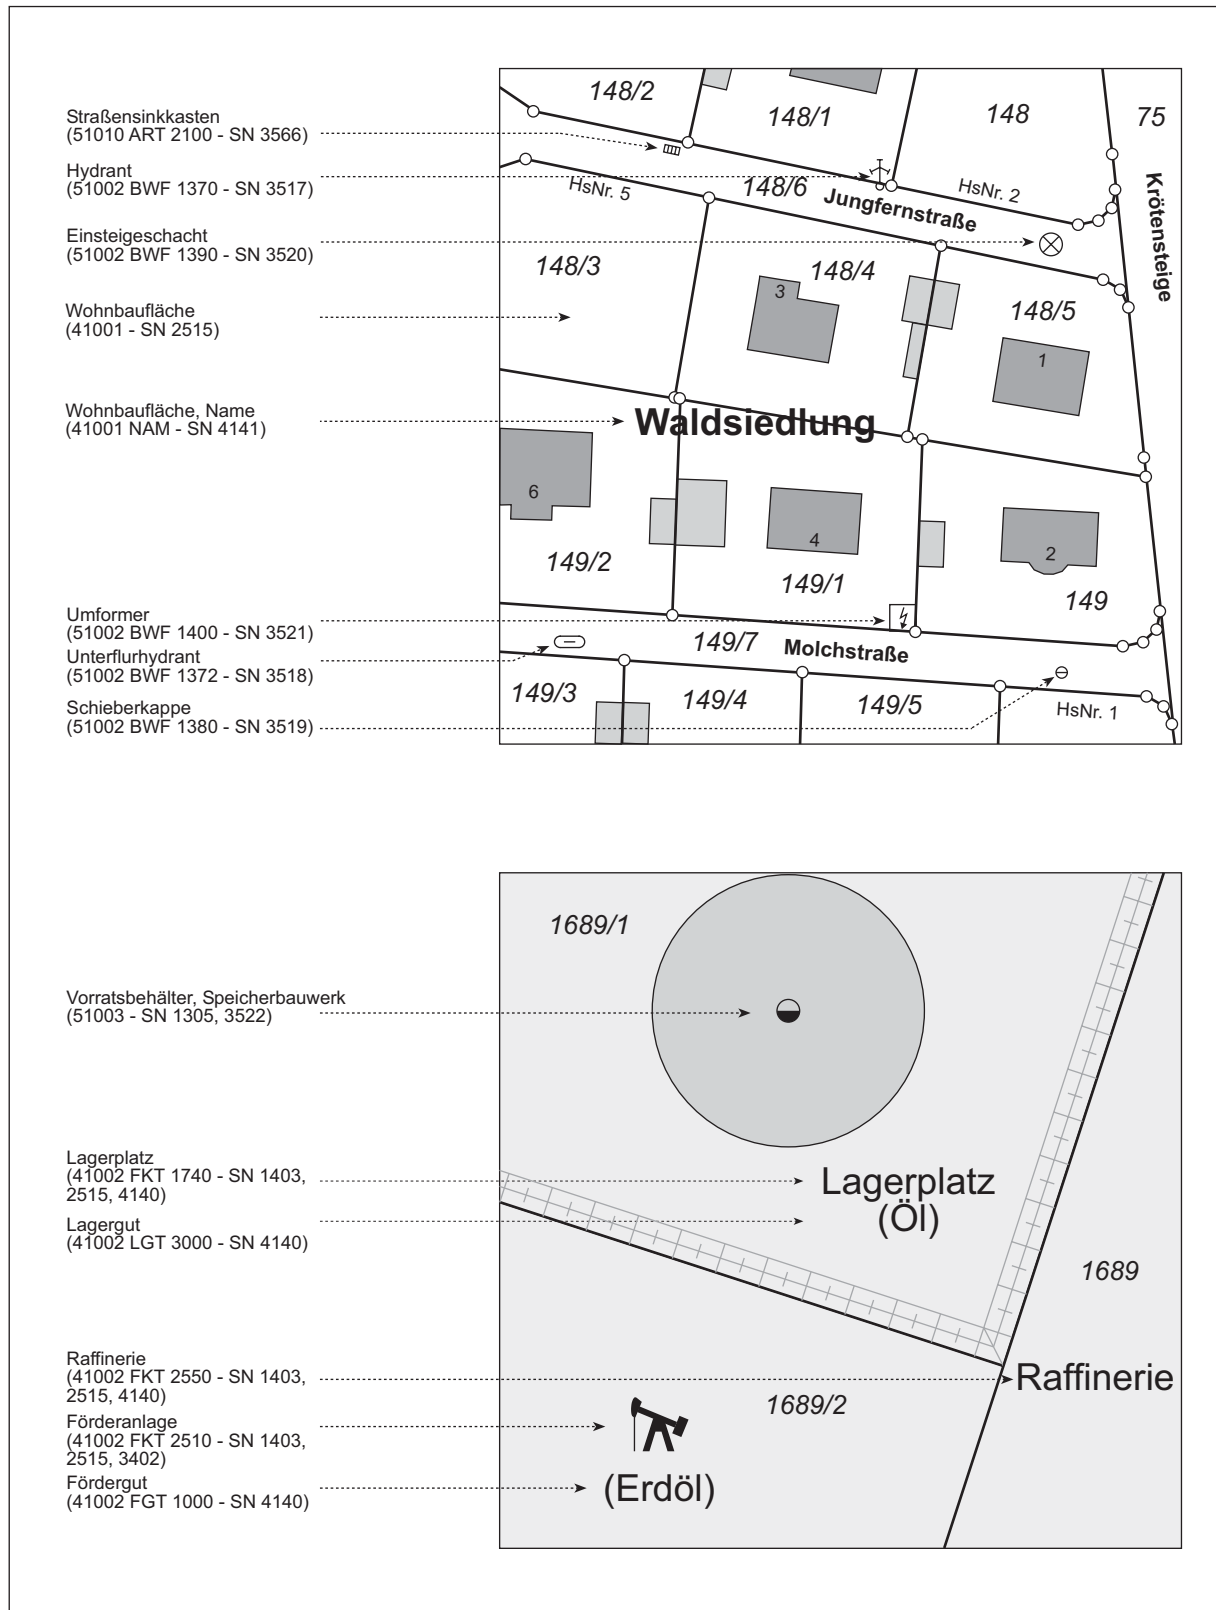 Straßensinkkasten
(51010 ART 2100 - SN 3566)
Hydrant
(51002 BWF 1370 - SN 3517)
Einsteigeschacht
(51002 BWF 1390 - SN 3520)
Wohnbaufläche
(41001 - SN 2515)
Wohnbaufläche, Name
(41001 NAM - SN 4141)
Umformer
(51002 BWF 1400 - SN 3521)
Unterflurhydrant
(51002 BWF 1372 - SN 3518)
Schieberkappe
(51002 BWF 1380 - SN 3519)
148/2
148/1
148
75
HsNr. 5
148/6
Jungfernstraße
HsNr. 2
Krötensteige
148/3
148/4
148/5
3
1
Waldsiedlung
6
4
2
149/2
149/1
149
149/7
Molchstraße
149/3
149/4
149/5
HsNr. 1
Vorratsbehälter, Speicherbauwerk
(51003 - SN 1305, 3522)
Lagerplatz
(41002 FKT 1740 - SN 1403,
2515, 4140)
Lagergut
(41002 LGT 3000 - SN 4140)
Raffinerie
(41002 FKT 2550 - SN 1403,
2515, 4140)
Förderanlage
(41002 FKT 2510 - SN 1403,
2515, 3402)
Fördergut
(41002 FGT 1000 - SN 4140)
1689/1
Lagerplatz
(Öl)
1689
Raffinerie
1689/2
(Erdöl)